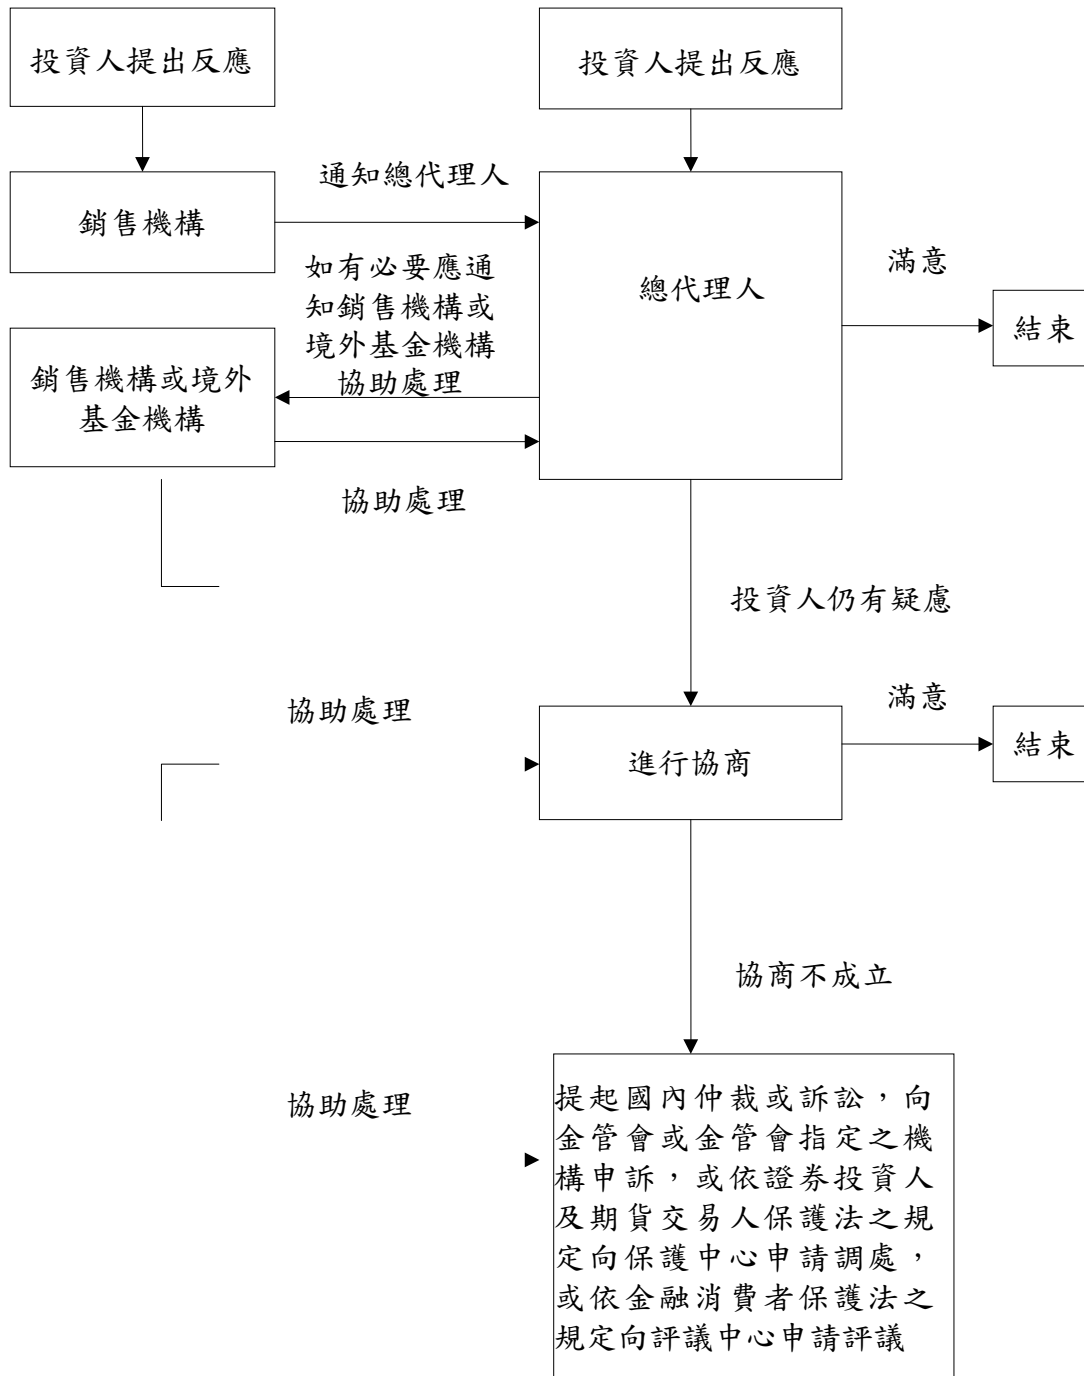 投資人提出反應
投資人提出反應
通知總代理人
銷售機構
總代理人
滿意
結束
如有必要應通
知銷售機構或
境外基金機構
協助處理
銷售機構或境外
基金機構
協助處理
投資人仍有疑慮
協助處理
進行協商
滿意
結束
協商不成立
協助處理
提起國內仲裁或訴訟，向
金管會或金管會指定之機
構申訴，或依證券投資人
及期貨交易人保護法之規
定向保護中心申請調處，
或依金融消費者保護法之
規定向評議中心申請評議